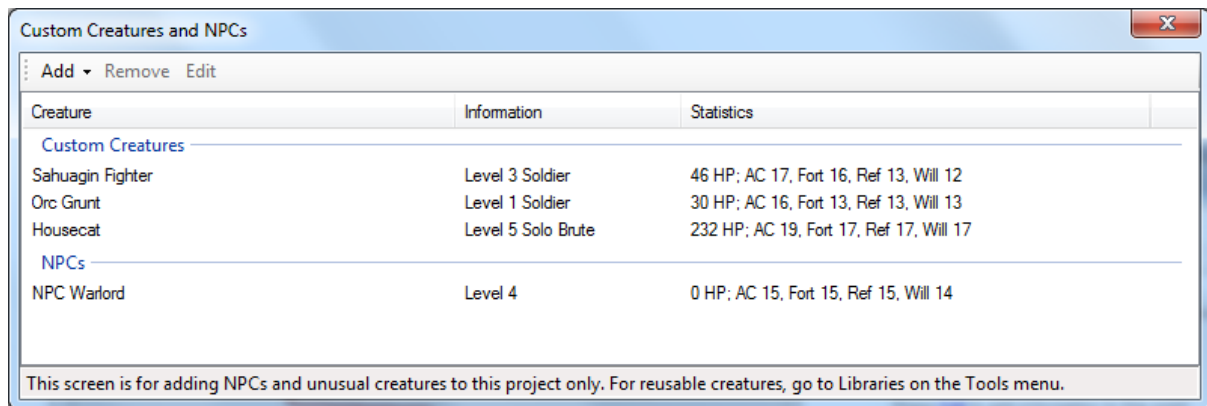 Custom Creatures and NPCs
X
Add Remove Edit
Creature Information Statistics
Custom Creatures
Sahuagin Fighter Level 3 Soldier 46 HP; AC 17, Fort 16, Ref 13, Will 12
Orc Grunt Level 1 Soldier 30 HP; AC 16, Fort 13, Ref 13, Will 13
Housecat Level 5 Solo Brute 232 HP; AC 19, Fort 17, Ref 17, Will 17
NPCs
NPC Warlord Level 4 0 HP; AC 15, Fort 15, Ref 15, Will 14
This screen is for adding NPCs and unusual creatures to this project only. For reusable creatures, go to Libraries on the Tools menu.